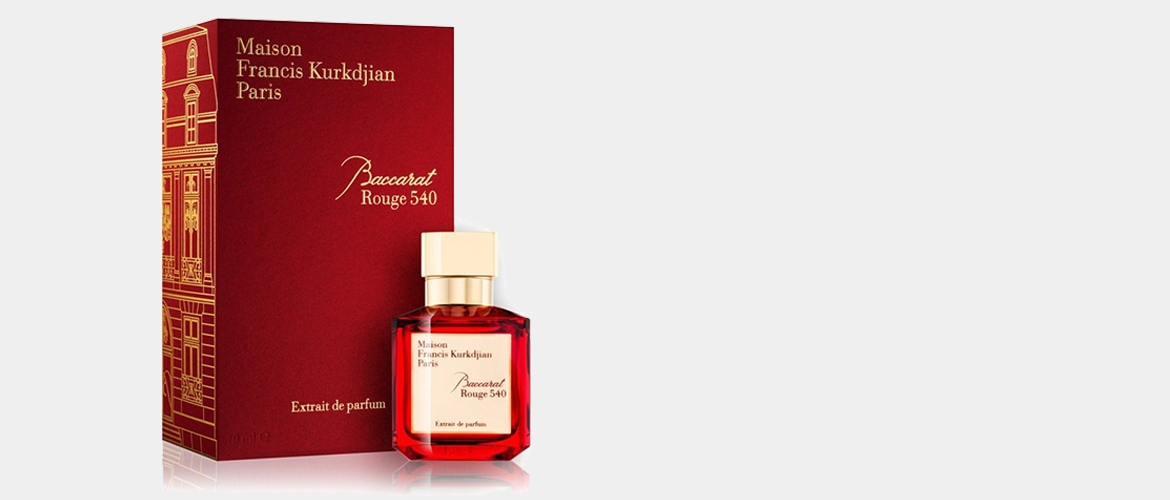 Maison
Francis Kurkdjian
Paris
Baccarat
Rouge 540
Extrait de parfum
Maison
Francis Kurkdjian
Paris
Baccarat
Rouge 540
Extrait de parfum